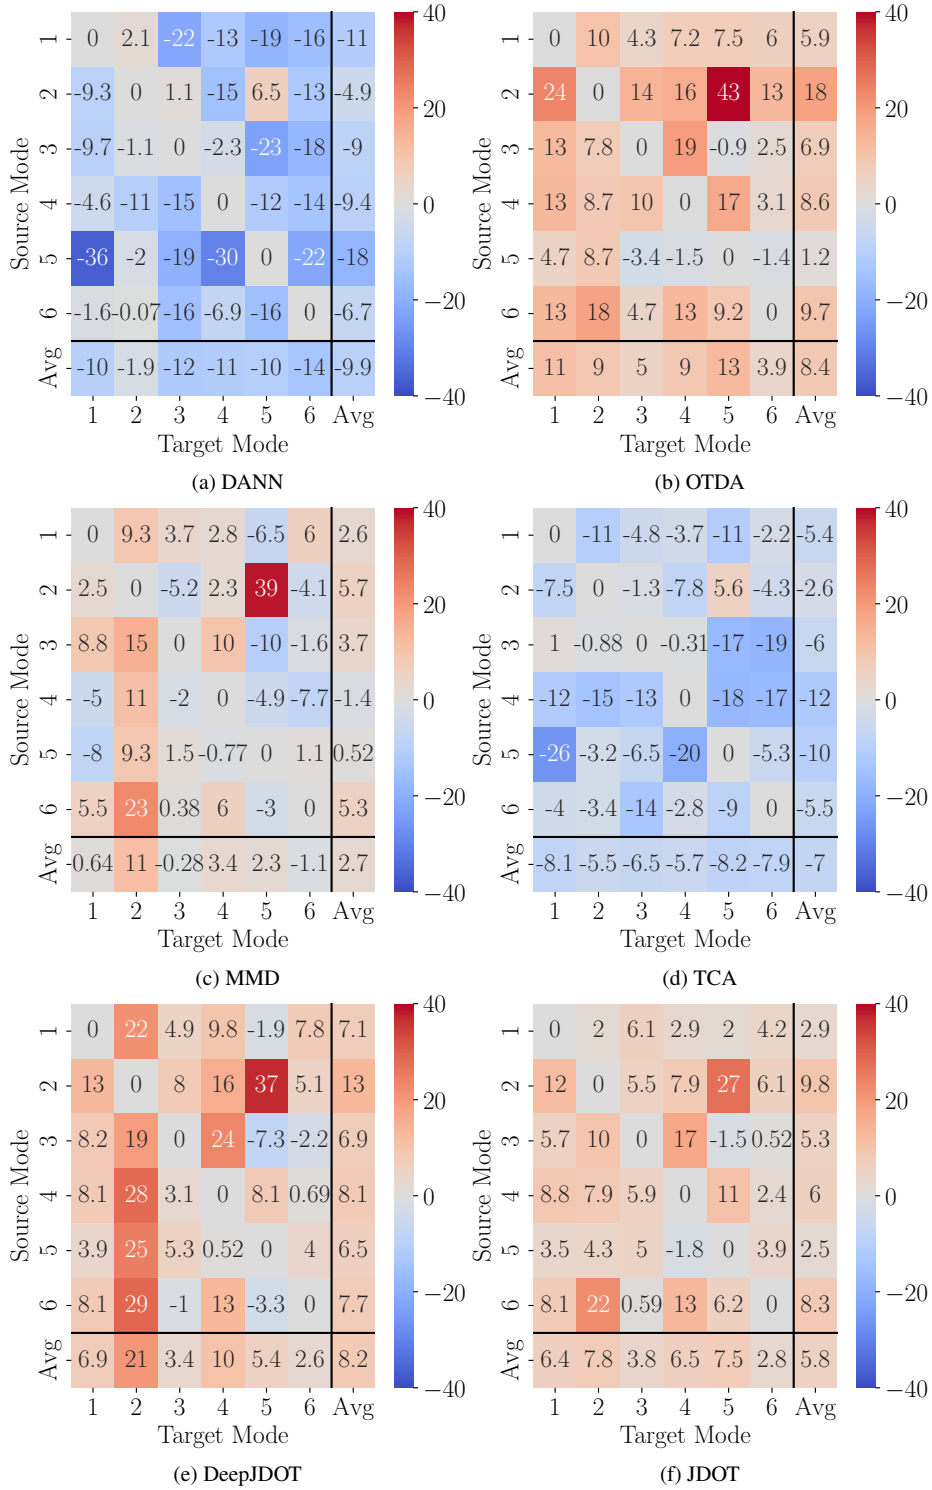 1 0 2.1 -22 -13 -19 -16 -11
2 -9.3 0 1.1 -15 6.5 -13 -4.9
3 -9.7 -1.1 0 -2.3 -23 -18 -9
4 -4.6 -11 -15 0 -12 -14 -9.4
5 -36 -2 -19 -30 0 -22 -18
6 -1.6 -0.07 -16 -6.9 -16 0 -6.7
Avg -10 -1.9 -12 -11 -10 -14 -9.9
1 2 3 4 5 6 Avg
Source Mode
Target Mode
40
20
0
−20
−40
(a) DANN
1 0 10 4.3 7.2 7.5 6 5.9
2 24 0 14 16 43 13 18
3 13 7.8 0 19 -0.9 2.5 6.9
4 13 8.7 10 0 17 3.1 8.6
5 4.7 8.7 -3.4 -1.5 0 -1.4 1.2
6 13 18 4.7 13 9.2 0 9.7
Avg 11 9 5 9 13 3.9 8.4
1 2 3 4 5 6 Avg
Source Mode
Target Mode
40
20
0
−20
−40
(b) OTDA
1 0 9.3 3.7 2.8 -6.5 6 2.6
2 2.5 0 -5.2 2.3 39 -4.1 5.7
3 8.8 15 0 10 -10 -1.6 3.7
4 -5 11 -2 0 -4.9 -7.7 -1.4
5 -8 9.3 1.5 -0.77 0 1.1 0.52
6 5.5 23 0.38 6 -3 0 5.3
Avg -0.64 11 -0.28 3.4 2.3 -1.1 2.7
1 2 3 4 5 6 Avg
Source Mode
Target Mode
40
20
0
−20
−40
(c) MMD
1 0 -11 -4.8 -3.7 -11 -2.2 -5.4
2 -7.5 0 -1.3 -7.8 5.6 -4.3 -2.6
3 1 -0.88 0 -0.31 -17 -19 -6
4 -12 -15 -13 0 -18 -17 -12
5 -26 -3.2 -6.5 -20 0 -5.3 -10
6 -4 -3.4 -14 -2.8 -9 0 -5.5
Avg -8.1 -5.5 -6.5 -5.7 -8.2 -7.9 -7
1 2 3 4 5 6 Avg
Source Mode
Target Mode
40
20
0
−20
−40
(d) TCA
1 0 22 4.9 9.8 -1.9 7.8 7.1
2 13 0 8 16 37 5.1 13
3 8.2 19 0 24 -7.3 -2.2 6.9
4 8.1 28 3.1 0 8.1 0.69 8.1
5 3.9 25 5.3 0.52 0 4 6.5
6 8.1 29 -1 13 -3.3 0 7.7
Avg 6.9 21 3.4 10 5.4 2.6 8.2
1 2 3 4 5 6 Avg
Source Mode
Target Mode
40
20
0
−20
−40
(e) DeepJDOT
1 0 2 6.1 2.9 2 4.2 2.9
2 12 0 5.5 7.9 27 6.1 9.8
3 5.7 10 0 17 -1.5 0.52 5.3
4 8.8 7.9 5.9 0 11 2.4 6
5 3.5 4.3 5 -1.8 0 3.9 2.5
6 8.1 22 0.59 13 6.2 0 8.3
Avg 6.4 7.8 3.8 6.5 7.5 2.8 5.8
1 2 3 4 5 6 Avg
Source Mode
Target Mode
40
20
0
−20
−40
(f) JDOT